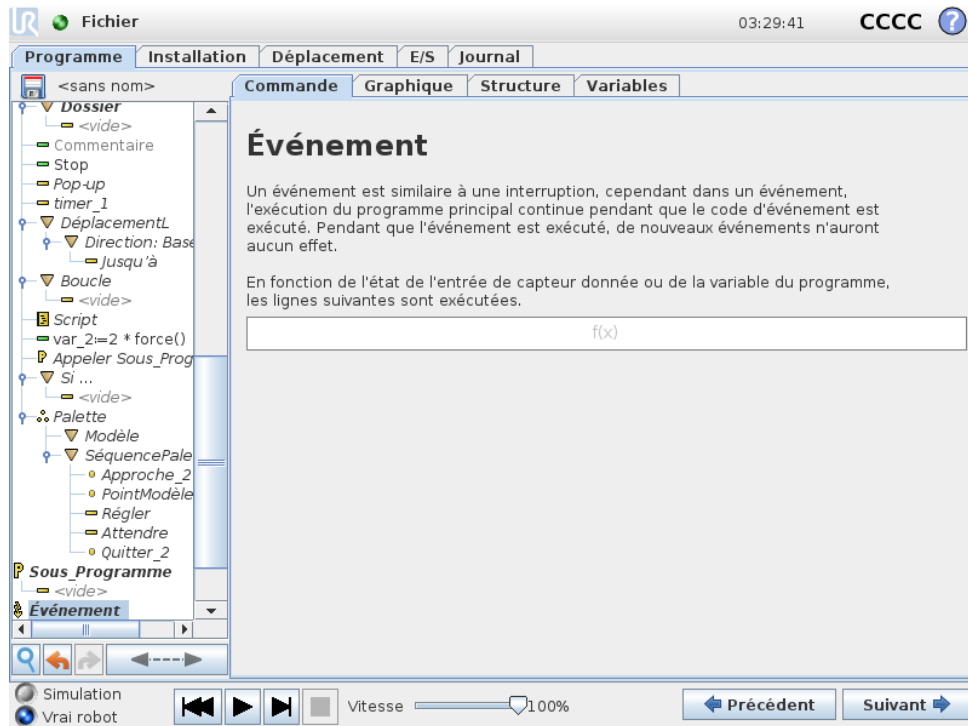 Fichier
03:29:41
CCCC
?
Programme
Installation
Déplacement
E/S
Journal
<sans nom>
Commande
Graphique
Structure
Variables
Dossier
<vide>
Commentaire
Stop
Pop-up
timer_1
DéplacementL
Direction: Base
Jusqu'à
Boucle
<vide>
Script
var_2:=2 * force()
Appeler Sous_Prog
Si ...
<vide>
Palette
Modèle
SéquencePale
Approche_2
PointModèle
Régler
Attendre
Quitter_2
Sous_Programme
<vide>
Événement
Événement
Un événement est similaire à une interruption, cependant dans un événement,
l'exécution du programme principal continue pendant que le code d'événement est
exécuté. Pendant que l'événement est exécuté, de nouveaux événements n'auront
aucun effet.
En fonction de l'état de l'entrée de capteur donnée ou de la variable du programme,
les lignes suivantes sont exécutées.
f(x)
Simulation
Vrai robot
Vitesse
100%
Précédent
Suivant